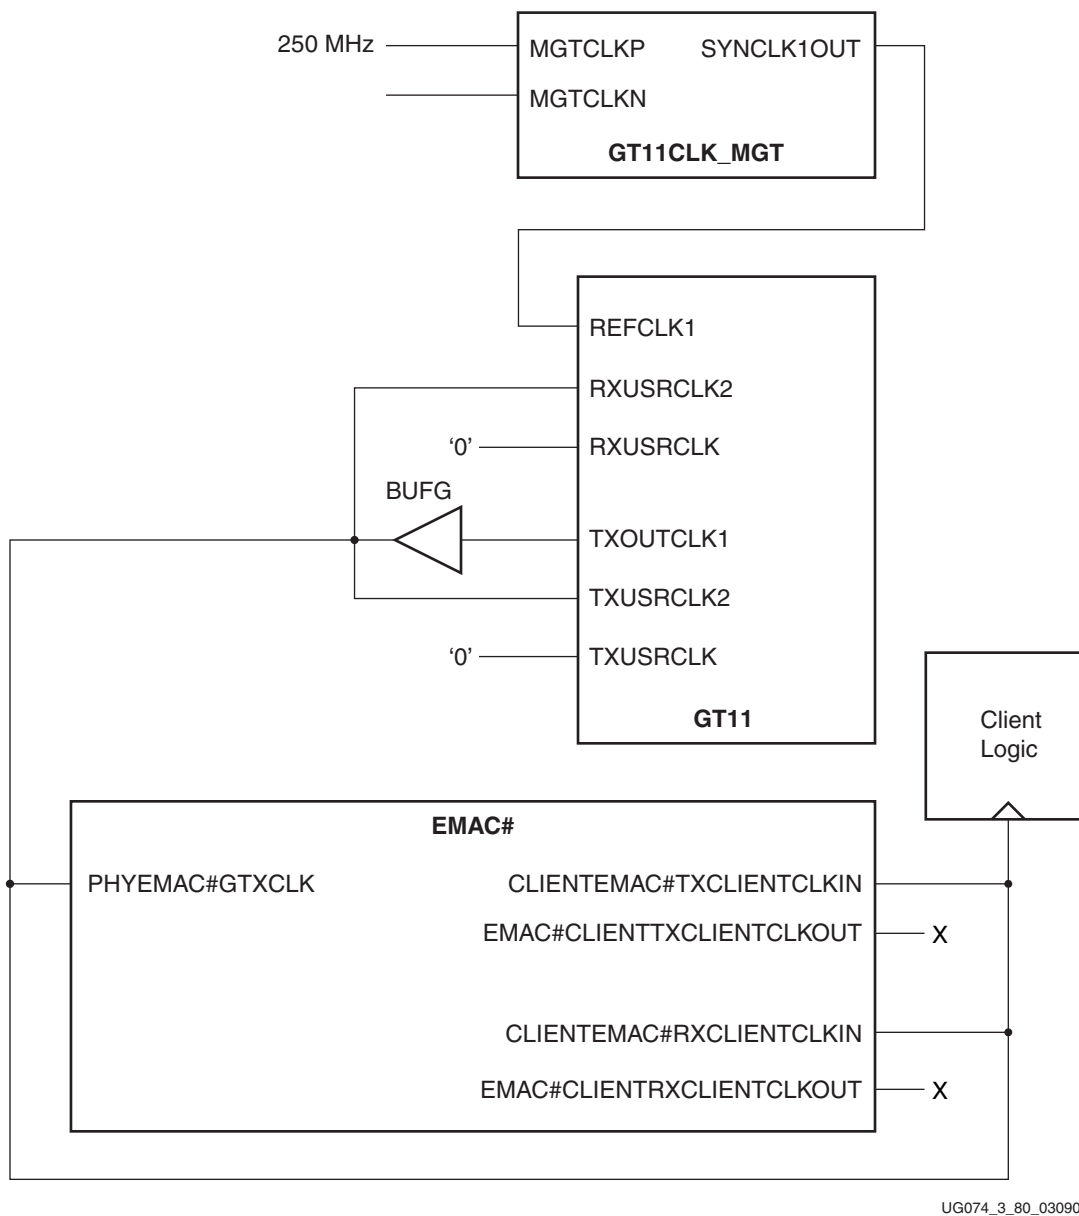 250 MHz
MGTCLKP
SYNCLK1OUT
MGTCLKN
GT11CLK_MGT
REFCLK1
RXUSRCLK2
‘0’
RXUSRCLK
BUFG
TXOUTCLK1
TXUSRCLK2
‘0’
TXUSRCLK
GT11
Client
Logic
EMAC#
PHYEMAC#GTXCLK
CLIENTEMAC#TXCLIENTCLKIN
EMAC#CLIENTTXCLIENTCLKOUT
X
CLIENTEMAC#RXCLIENTCLKIN
EMAC#CLIENTRXCLIENTCLKOUT
X
UG074_3_80_03090